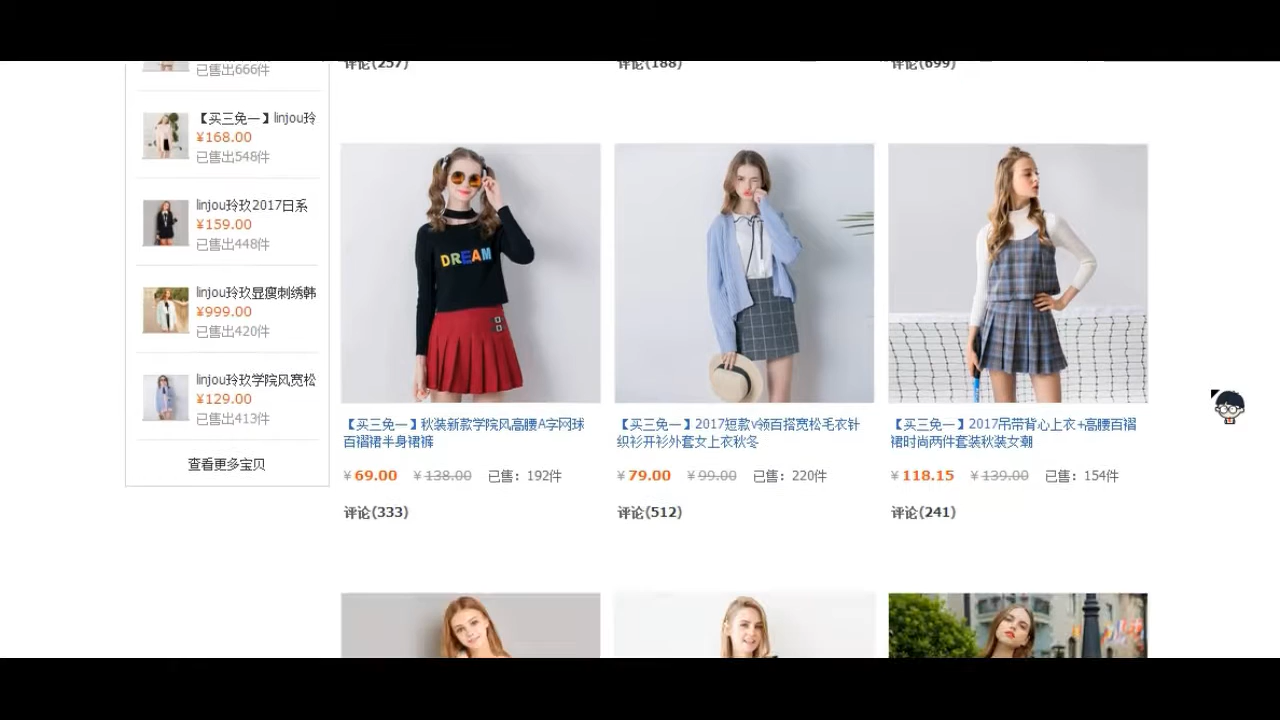 已售出666件
【买三免一】linjou玲
¥168.00
已售出548件
linjou玲玖2017日系
¥159.00
已售出448件
linjou玲玖显瘦刺绣韩
¥999.00
已售出420件
linjou玲玖学院风宽松
¥129.00
已售出413件
查看更多宝贝
评论(257)
评论(188)
评论(699)
DREAM
【买三免一】秋装新款学院风高腰A字网球
百褶裙半身裙裤
¥ 69.00 ¥ 138.00 已售：192件
评论(333)
【买三免一】2017短款v领百搭宽松毛衣针
织衫开衫外套女上衣秋冬
¥ 79.00 ¥ 99.00 已售：220件
评论(512)
【买三免一】2017吊带背心上衣+高腰百褶
裙时尚两件套装秋装女潮
¥ 118.15 ¥ 139.00 已售：154件
评论(241)